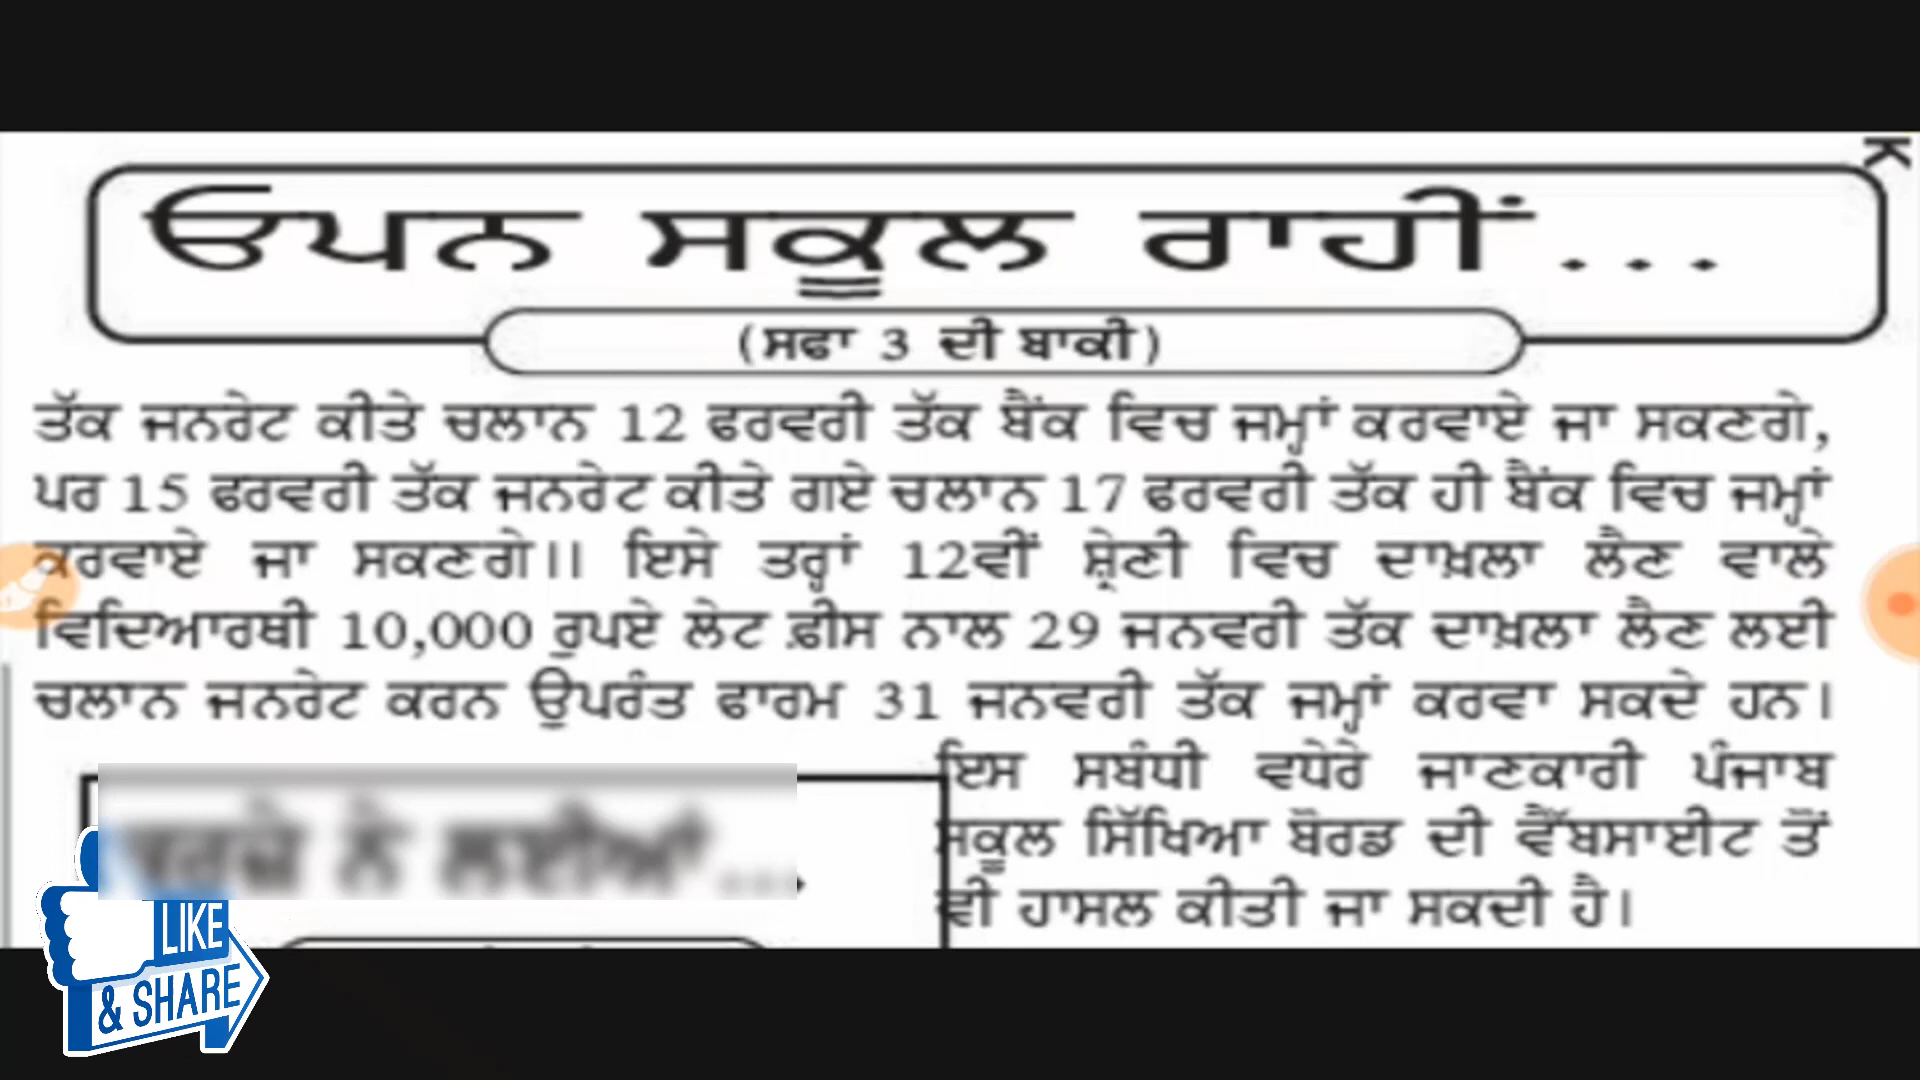 ਓਪਨ ਸਕੂਲ ਰਾਹੀਂ...
(ਸਫਾ 3 ਦੀ ਬਾਕੀ)
ਤੱਕ ਜਨਰੇਟ ਕੀਤੇ ਚਲਾਨ 12 ਫਰਵਰੀ ਤੱਕ ਬੈਂਕ ਵਿਚ ਜਮ੍ਹਾਂ ਕਰਵਾਏ ਜਾ ਸਕਣਗੇ,
ਪਰ 15 ਫਰਵਰੀ ਤੱਕ ਜਨਰੇਟ ਕੀਤੇ ਗਏ ਚਲਾਨ 17 ਫਰਵਰੀ ਤੱਕ ਹੀ ਬੈਂਕ ਵਿਚ ਜਮ੍ਹਾਂ
ਕਰਵਾਏ ਜਾ ਸਕਣਗੇ।। ਇਸੇ ਤਰ੍ਹਾਂ 12ਵੀਂ ਸ਼੍ਰੇਣੀ ਵਿਚ ਦਾਖ਼ਲਾ ਲੈਣ ਵਾਲੇ
ਵਿਦਿਆਰਥੀ 10,000 ਰੁਪਏ ਲੇਟ ਫ਼ੀਸ ਨਾਲ 29 ਜਨਵਰੀ ਤੱਕ ਦਾਖ਼ਲਾ ਲੈਣ ਲਈ
ਚਲਾਨ ਜਨਰੇਟ ਕਰਨ ਉਪਰੰਤ ਫਾਰਮ 31 ਜਨਵਰੀ ਤੱਕ ਜਮ੍ਹਾਂ ਕਰਵਾ ਸਕਦੇ ਹਨ।
ਇਸ ਸਬੰਧੀ ਵਧੇਰੇ ਜਾਣਕਾਰੀ ਪੰਜਾਬ
ਸਕੂਲ ਸਿੱਖਿਆ ਬੋਰਡ ਦੀ ਵੈੱਬਸਾਈਟ ਤੋਂ
ਵੀ ਹਾਸਲ ਕੀਤੀ ਜਾ ਸਕਦੀ ਹੈ।
ਨੇ ਲਈਆਂ...
LIKE
& SHARE